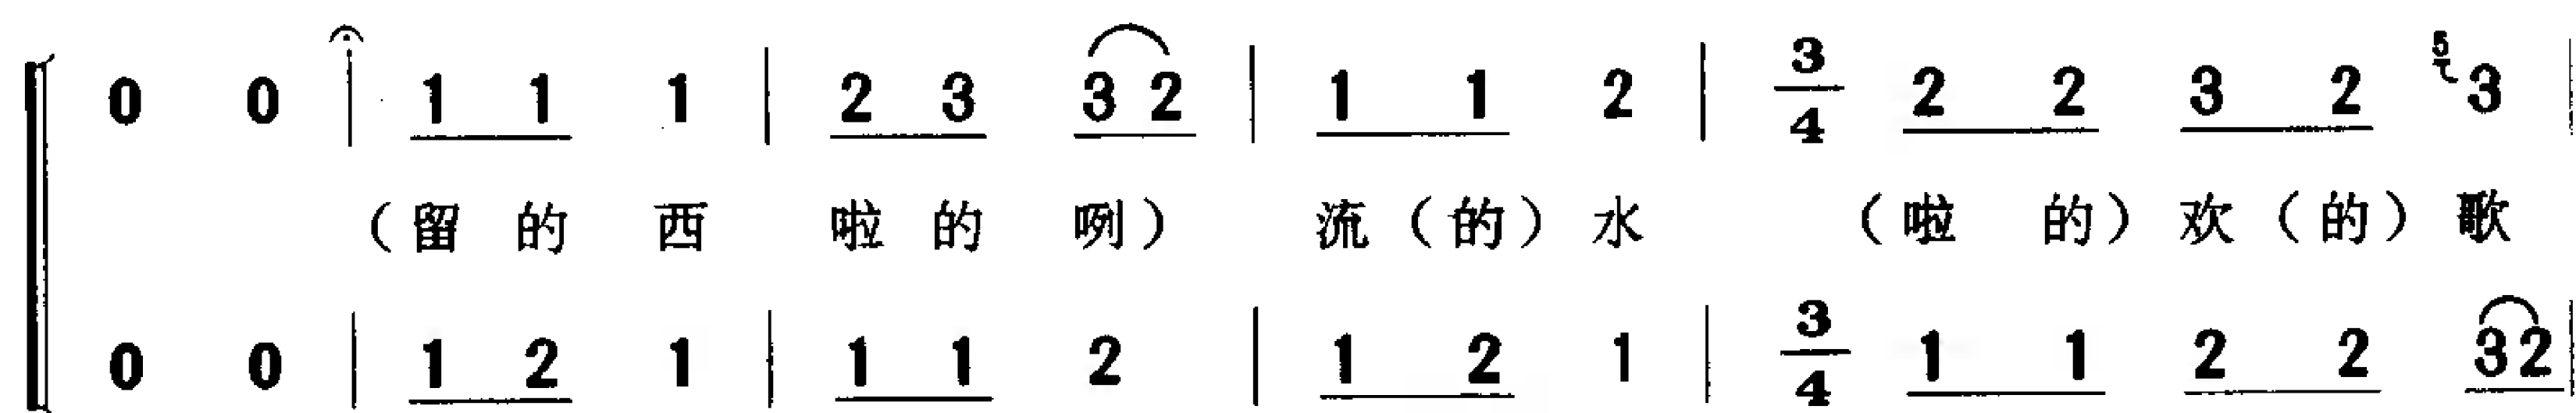 0 0 | 1 1 1 | 2 3 3 2 | 1 1 2 | 3/4 2 2 3 2 5 3 |
（留 的 西 啦 的 咧） 流（的）水 （啦 的）欢（的）歌
0 0 | 1 2 1 | 1 1 2 | 1 2 1 | 3/4 1 1 2 2 3 2 |